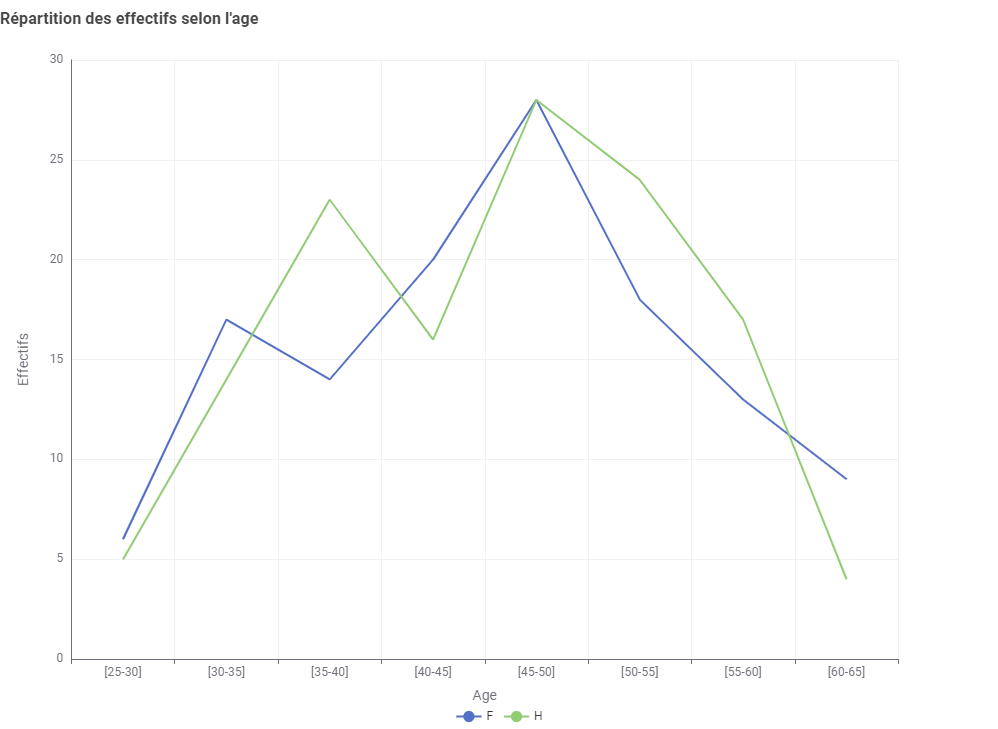 Répartition des effectifs selon l'age
30
25
20
15
10
5
0
Effectifs
[25-30] [30-35] [35-40] [40-45] [45-50] [50-55] [55-60] [60-65]
Age
F H